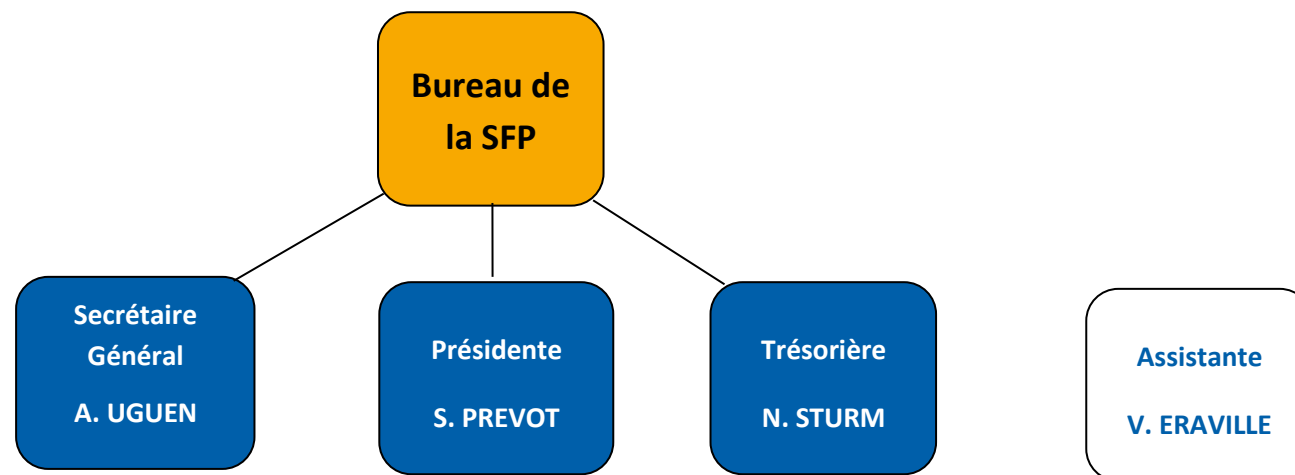 Bureau de
la SFP
Secrétaire
Général
A. UGUEN
Présidente
S. PREVOT
Trésorière
N. STURM
Assistante
V. ERAVILLE